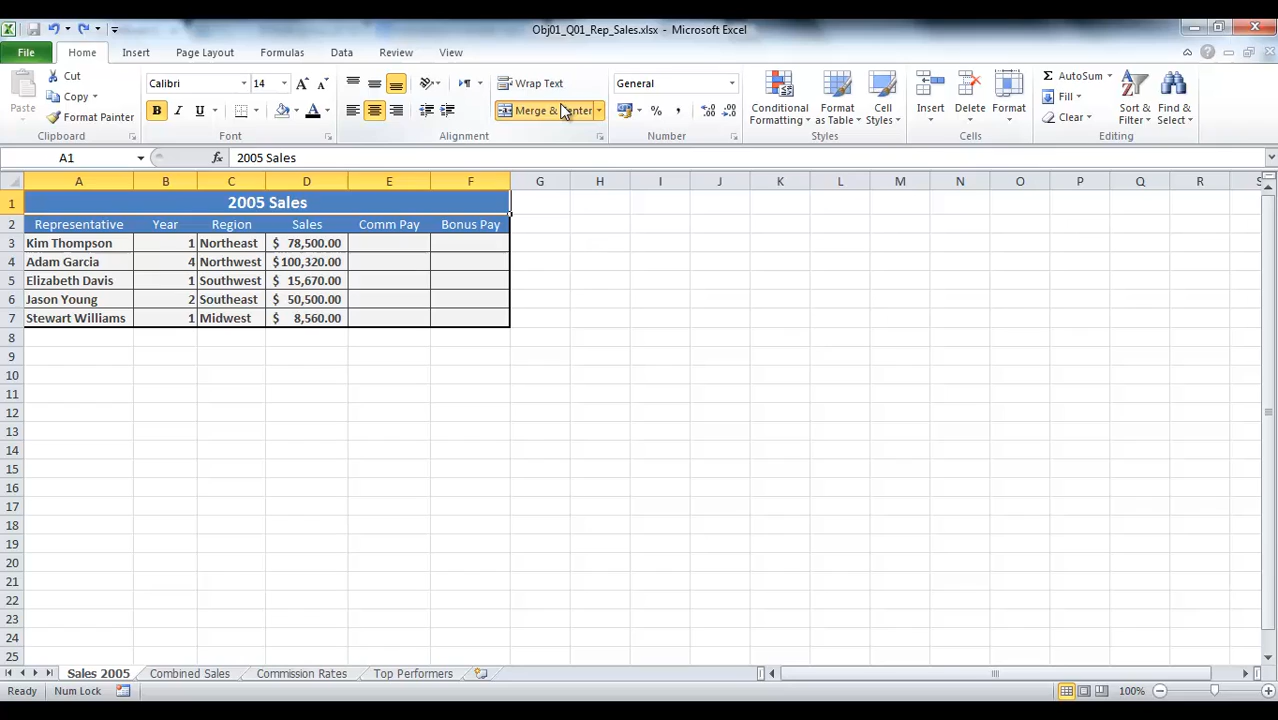 Obj01_Q01_Rep_Sales.xlsx - Microsoft Excel
File Home Insert Page Layout Formulas Data Review View
Paste Cut Copy Format Painter Clipboard
Calibri 14 A A B I U A Font
Wrap Text Merge & Center Alignment
General $ % , .0 .00 .00 .0 Number
Conditional Formatting Format as Table Cell Styles Styles
Insert Delete Format Cells
Σ AutoSum Fill Clear Sort & Filter Find & Select Editing
A1 fx 2005 Sales
A B C D E F G H I J K L M N O P Q R S
1 2005 Sales
2 Representative Year Region Sales Comm Pay Bonus Pay
3 Kim Thompson 1 Northeast $ 78,500.00
4 Adam Garcia 4 Northwest $100,320.00
5 Elizabeth Davis 1 Southwest $ 15,670.00
6 Jason Young 2 Southeast $ 50,500.00
7 Stewart Williams 1 Midwest $ 8,560.00
8
9
10
11
12
13
14
15
16
17
18
19
20
21
22
23
24
25
Sales 2005 Combined Sales Commission Rates Top Performers
Ready Num Lock 100%